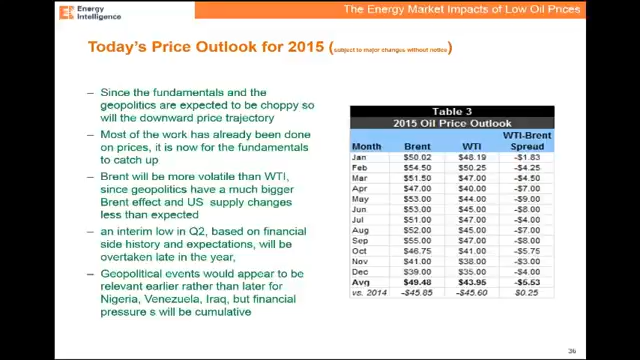 Energy
Intelligence
The Energy Market Impacts of Low Oil Prices
Today's Price Outlook for 2015 (subject to major changes without notice)
– Since the fundamentals and the
geopolitics are expected to be choppy so
will the downward price trajectory
– Most of the work has already been done
on prices, it is now for the fundamentals
to catch up
– Brent will be more volatile than WTI,
since geopolitics have a much bigger
Brent effect and US supply changes
less than expected
– an interim low in Q2, based on financial
side history and expectations, will be
overtaken late in the year,
– Geopolitical events would appear to be
relevant earlier rather than later for
Nigeria, Venezuela, Iraq, but financial
pressure s will be cumulative
Table 3
2015 Oil Price Outlook
WTI-Brent
Month Brent WTI Spread
Jan $50.02 $48.19 -$1.83
Feb $54.50 $50.25 -$4.25
Mar $51.50 $47.00 -$4.50
Apr $47.00 $40.00 -$7.00
May $53.00 $44.00 -$9.00
Jun $53.00 $45.00 -$8.00
Jul $51.00 $47.00 -$4.00
Aug $52.00 $45.00 -$7.00
Sep $55.00 $47.00 -$8.00
Oct $46.75 $41.00 -$5.75
Nov $41.00 $38.00 -$3.00
Dec $39.00 $35.00 -$4.00
Avg $49.48 $43.95 -$5.53
vs. 2014 -$45.85 -$45.60 $0.25
36